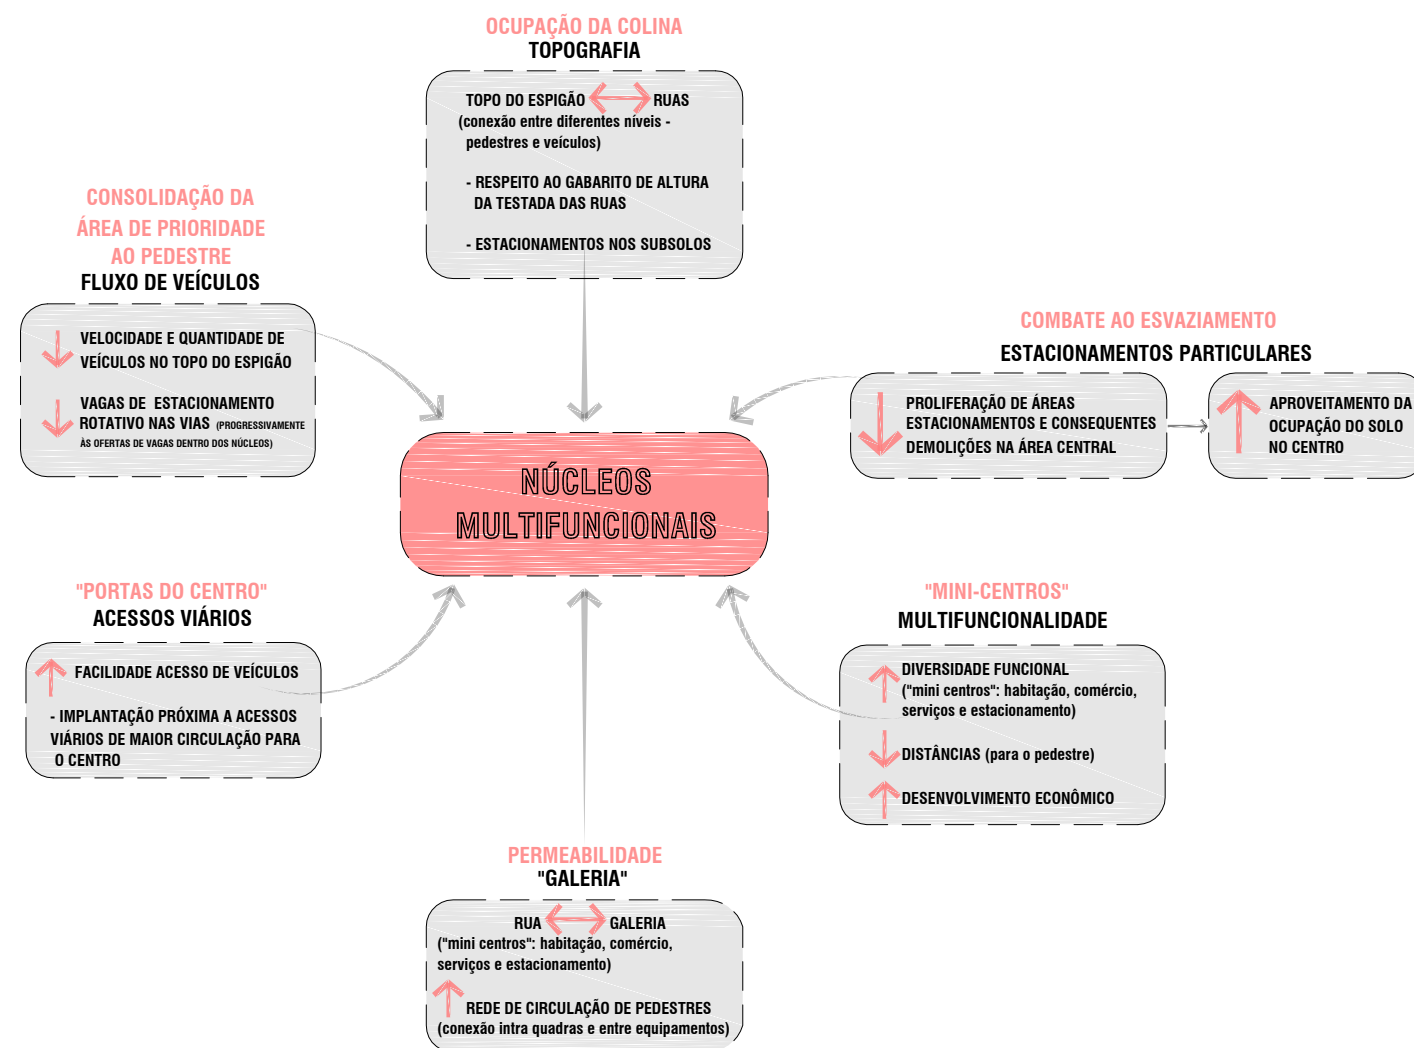 OCUPAÇÃO DA COLINA
TOPOGRAFIA
TOPO DO ESPIGÃO RUAS
(conexão entre diferentes níveis -
pedestres e veículos)
- RESPEITO AO GABARITO DE ALTURA
DA TESTADA DAS RUAS
- ESTACIONAMENTOS NOS SUBSOLOS
CONSOLIDAÇÃO DA
ÁREA DE PRIORIDADE
AO PEDESTRE
FLUXO DE VEÍCULOS
VELOCIDADE E QUANTIDADE DE
VEÍCULOS NO TOPO DO ESPIGÃO
VAGAS DE ESTACIONAMENTO
ROTATIVO NAS VIAS (PROGRESSIVAMENTE
ÀS OFERTAS DE VAGAS DENTRO DOS NÚCLEOS)
COMBATE AO ESVAZIAMENTO
ESTACIONAMENTOS PARTICULARES
PROLIFERAÇÃO DE ÁREAS
ESTACIONAMENTOS E CONSEQUENTES
DEMOLIÇÕES NA ÁREA CENTRAL
APROVEITAMENTO DA
OCUPAÇÃO DO SOLO
NO CENTRO
NÚCLEOS
MULTIFUNCIONAIS
"PORTAS DO CENTRO"
ACESSOS VIÁRIOS
FACILIDADE ACESSO DE VEÍCULOS
- IMPLANTAÇÃO PRÓXIMA A ACESSOS
VIÁRIOS DE MAIOR CIRCULAÇÃO PARA
O CENTRO
"MINI-CENTROS"
MULTIFUNCIONALIDADE
DIVERSIDADE FUNCIONAL
("mini centros": habitação, comércio,
serviços e estacionamento)
DISTÂNCIAS (para o pedestre)
DESENVOLVIMENTO ECONÔMICO
PERMEABILIDADE
"GALERIA"
RUA GALERIA
("mini centros": habitação, comércio,
serviços e estacionamento)
REDE DE CIRCULAÇÃO DE PEDESTRES
(conexão intra quadras e entre equipamentos)